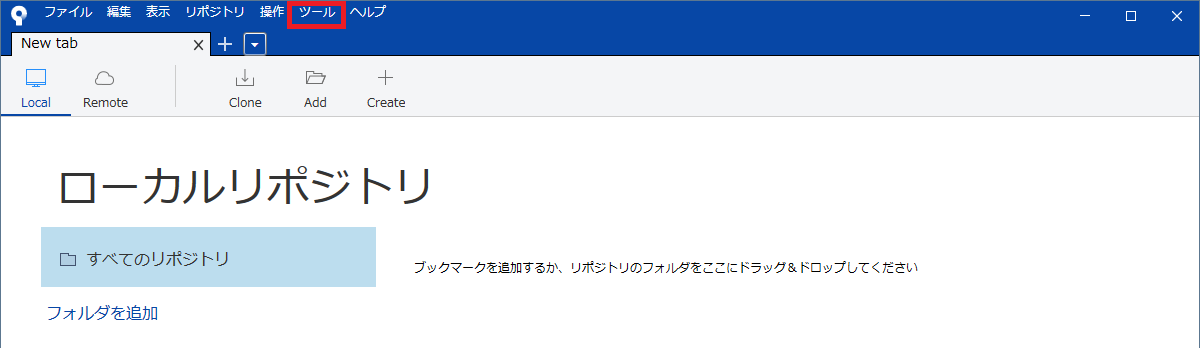 ファイル 編集 表示 リポジトリ 操作 ツール ヘルプ
New tab
Local Remote Clone Add Create
ローカルリポジトリ
すべてのリポジトリ
ブックマークを追加するか、リポジトリのフォルダをここにドラッグ＆ドロップしてください
フォルダを追加